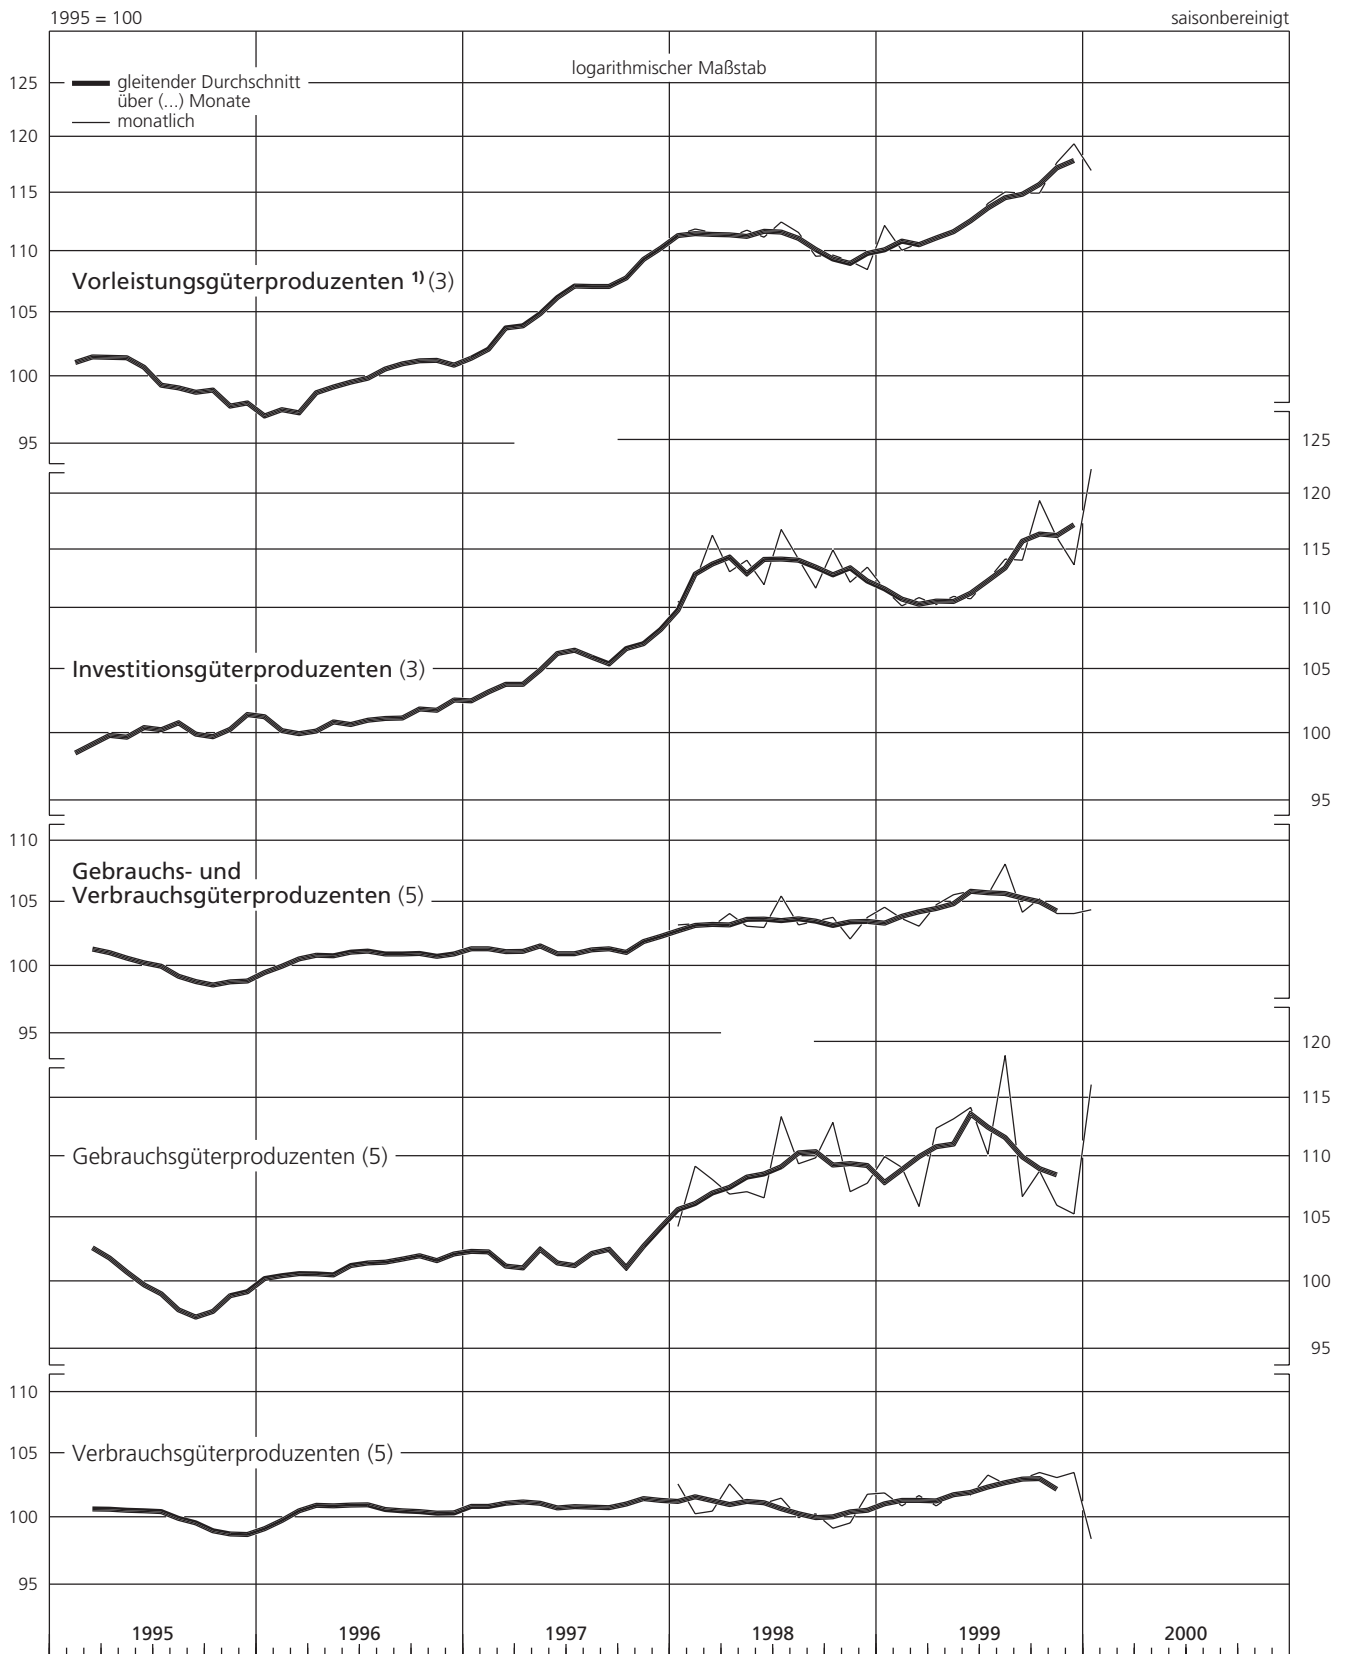 1995 = 100
saisonbereinigt
logarithmischer Maßstab
gleitender Durchschnitt
über (...) Monate
monatlich
125
120
115
110
Vorleistungsgüterproduzenten 1) (3)
105
100
95
125
120
115
110
Investitionsgüterproduzenten (3)
105
100
95
110
Gebrauchs- und
Verbrauchsgüterproduzenten (5)
105
100
95
120
115
Gebrauchsgüterproduzenten (5)
110
105
100
95
110
105
Verbrauchsgüterproduzenten (5)
100
95
1995 1996 1997 1998 1999 2000